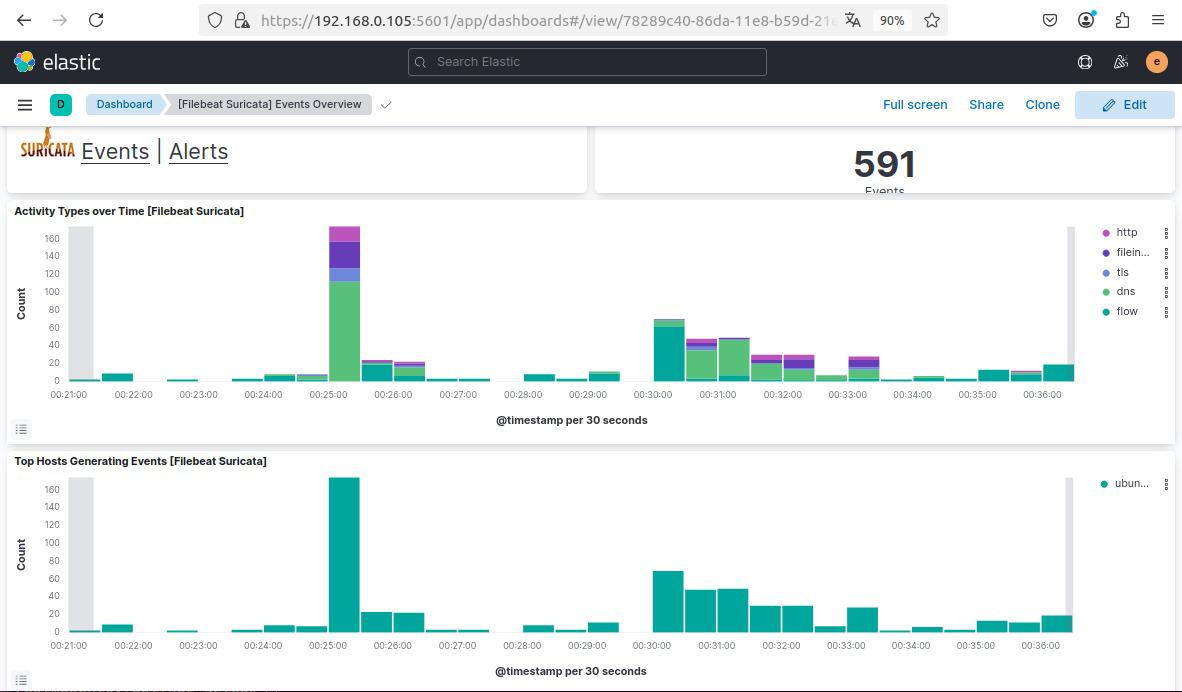 https://192.168.0.105:5601/app/dashboards#/view/78289c40-86da-11e8-b59d-21e
90%
elastic
Search Elastic
e
D
Dashboard
[Filebeat Suricata] Events Overview
Full screen
Share
Clone
Edit
SURICATA
Events | Alerts
591
Events
Activity Types over Time [Filebeat Suricata]
160
140
120
100
80
60
40
20
0
Count
00:21:00
00:22:00
00:23:00
00:24:00
00:25:00
00:26:00
00:27:00
00:28:00
00:29:00
00:30:00
00:31:00
00:32:00
00:33:00
00:34:00
00:35:00
00:36:00
@timestamp per 30 seconds
http
filein...
tls
dns
flow
Top Hosts Generating Events [Filebeat Suricata]
160
140
120
100
80
60
40
20
0
Count
00:21:00
00:22:00
00:23:00
00:24:00
00:25:00
00:26:00
00:27:00
00:28:00
00:29:00
00:30:00
00:31:00
00:32:00
00:33:00
00:34:00
00:35:00
00:36:00
@timestamp per 30 seconds
ubun...